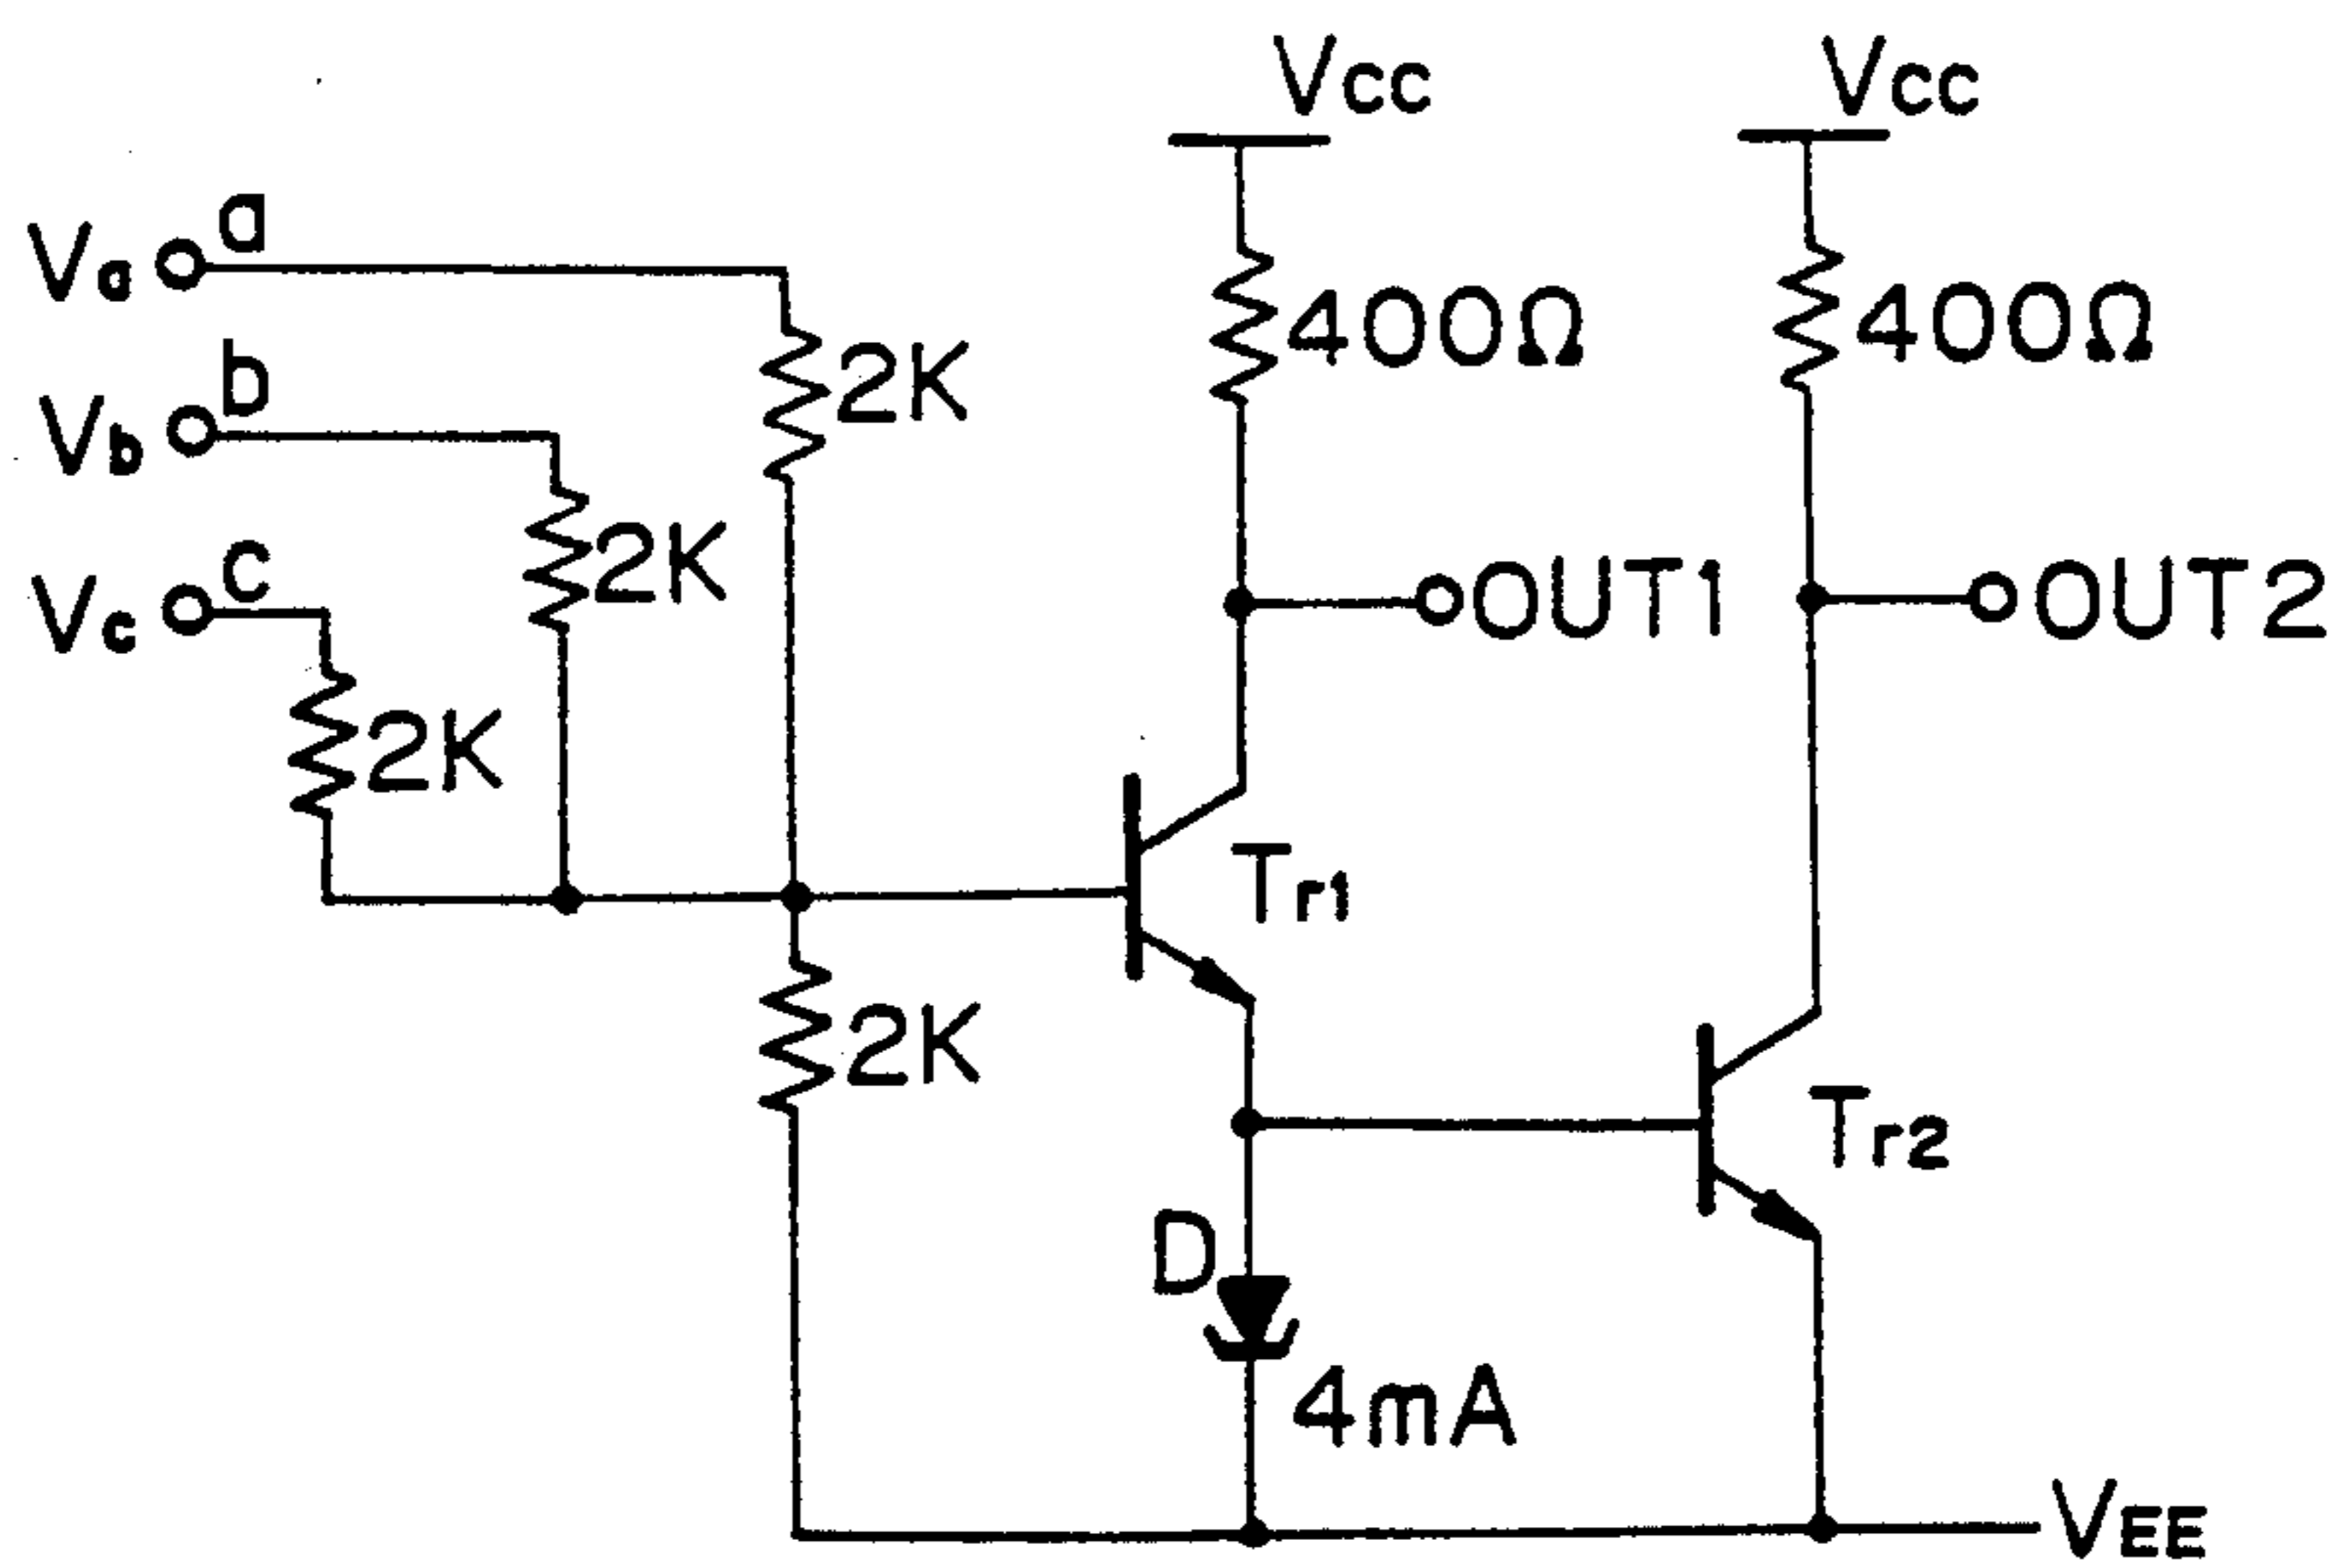 Vcc
Vcc
Va a
Vb b
Vc c
2K
2K
2K
400Ω
400Ω
OUT1
OUT2
Tr1
2K
Tr2
D
4mA
VEE